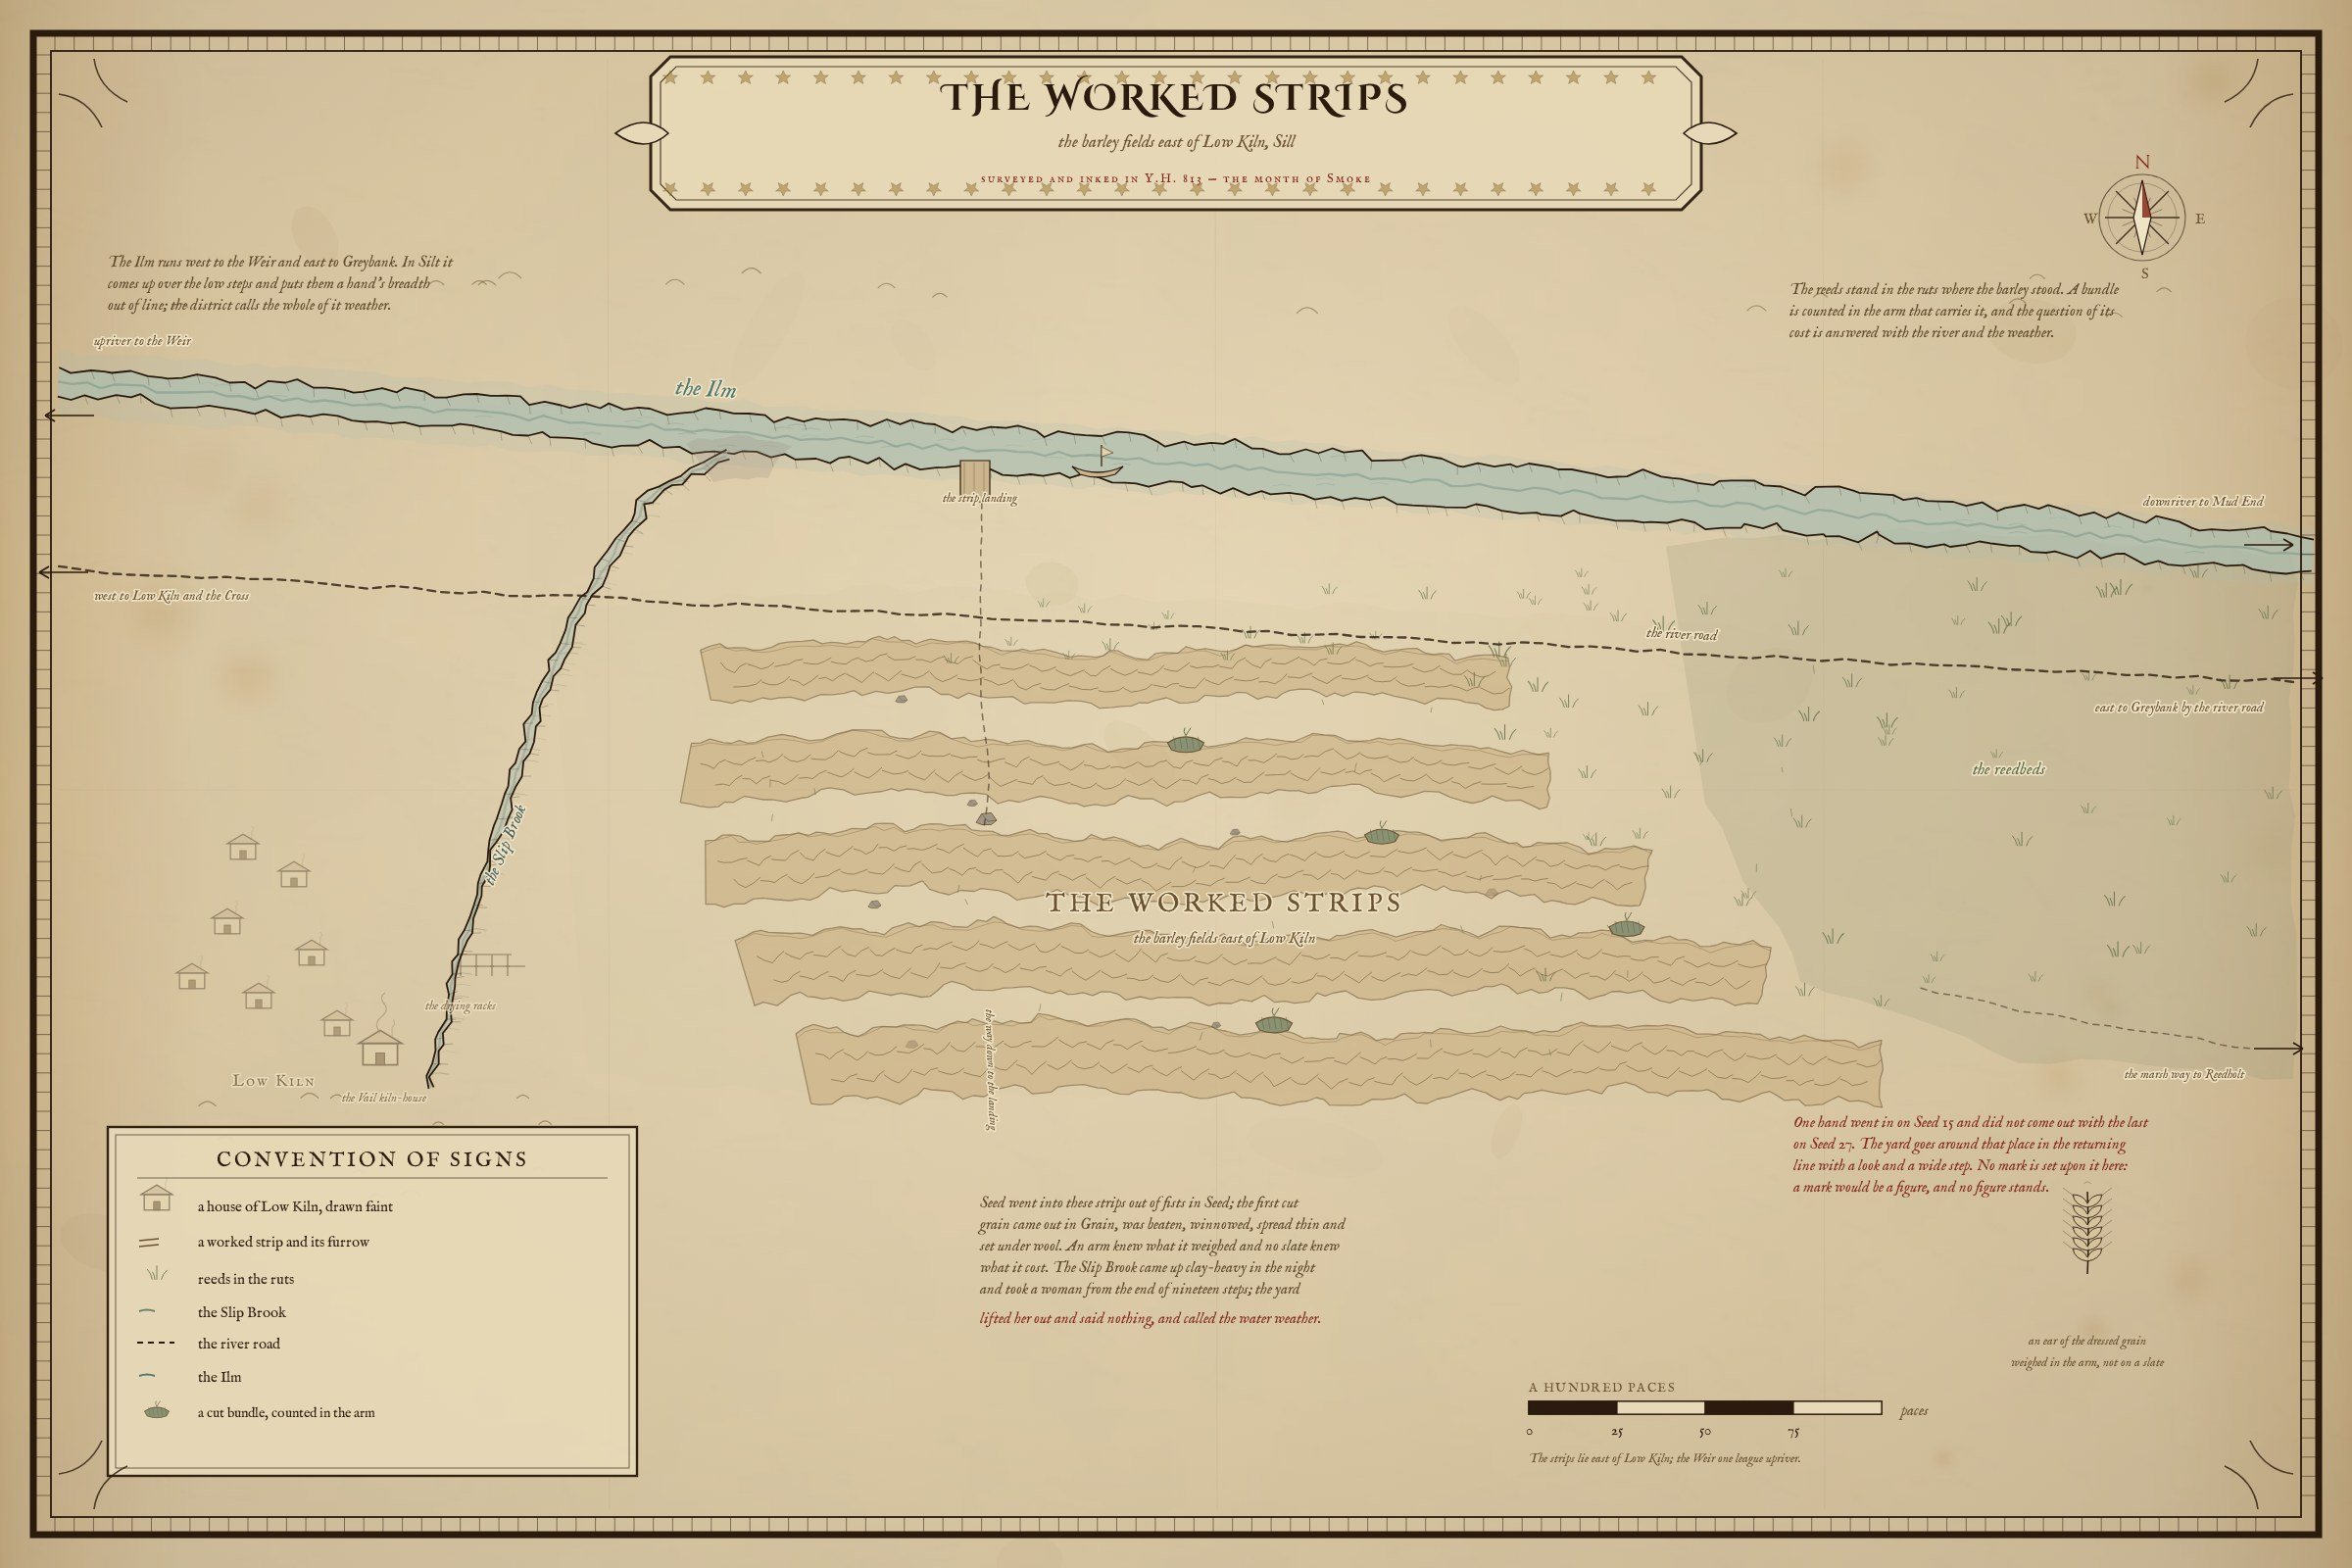 THE WORKED STRIPS
the barley fields east of Low Kiln, Sill
surveyed and inked in Y.H. 813 — the month of Smoke
N
W
E
S
The Ilm runs west to the Weir and east to Greybank. In Silt it
comes up over the low steps and puts them a hand's breadth
out of line; the district calls the whole of it weather.
The reeds stand in the ruts where the barley stood. A bundle
is counted in the arm that carries it, and the question of its
cost is answered with the river and the weather.
upriver to the Weir
the Ilm
the strip landing
downriver to Mud End
west to Low Kiln and the Cross
the river road
east to Greybank by the river road
the reedbeds
the Slip Brook
THE WORKED STRIPS
the barley fields east of Low Kiln
the drying racks
the way down to the landing
Low Kiln
the Vail kiln-house
the marsh way to Reedholt
One hand went in on Seed 15 and did not come out with the last
on Seed 27. The yard goes around that place in the returning
line with a look and a wide step. No mark is set upon it here:
a mark would be a figure, and no figure stands.
CONVENTION OF SIGNS
a house of Low Kiln, drawn faint
a worked strip and its furrow
reeds in the ruts
the Slip Brook
the river road
the Ilm
a cut bundle, counted in the arm
Seed went into these strips out of fists in Seed; the first cut
grain came out in Grain, was beaten, winnowed, spread thin and
set under wool. An arm knew what it weighed and no slate knew
what it cost. The Slip Brook came up clay-heavy in the night
and took a woman from the end of nineteen steps; the yard
lifted her out and said nothing, and called the water weather.
an ear of the dressed grain
weighed in the arm, not on a slate
A HUNDRED PACES
paces
0 25 50 75
The strips lie east of Low Kiln; the Weir one league upriver.